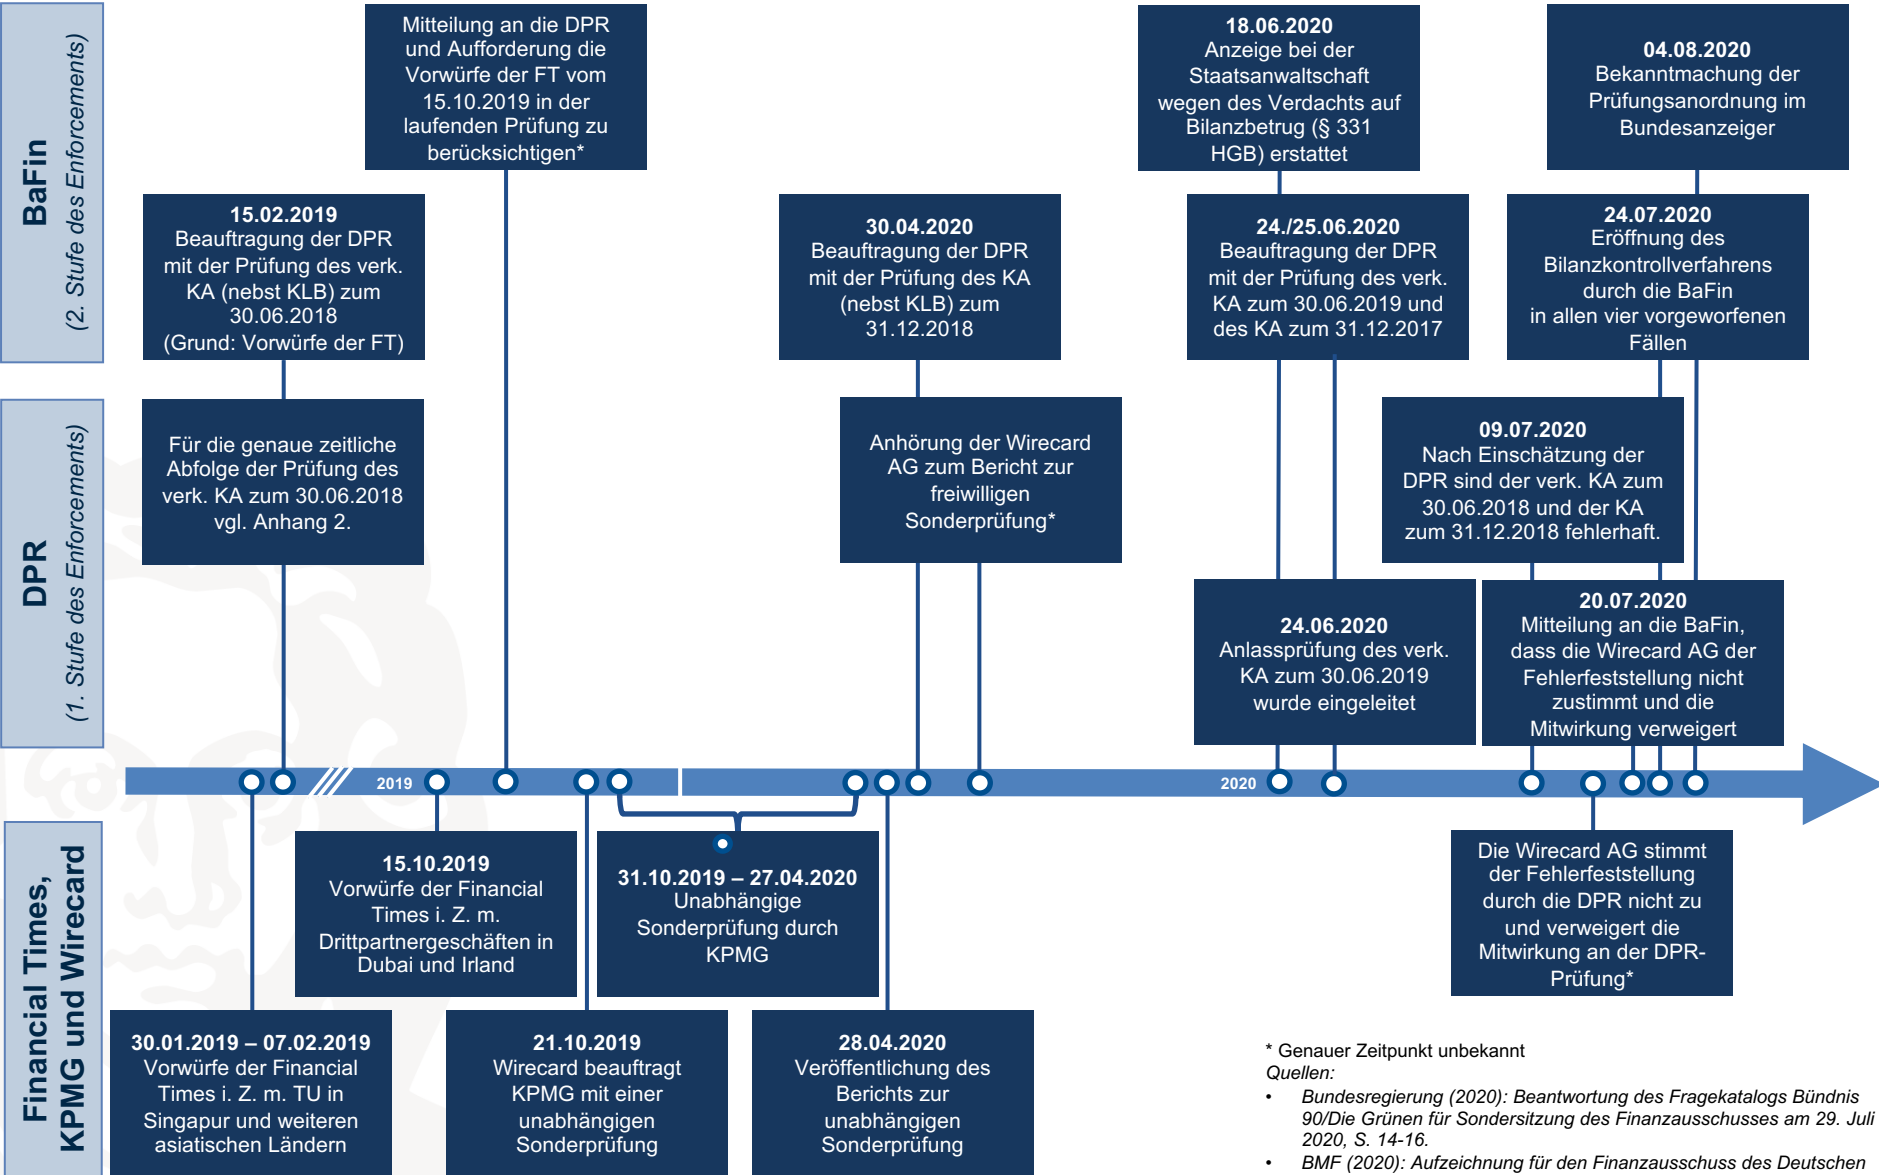 BaFin
(2. Stufe des Enforcements)
Mitteilung an die DPR
und Aufforderung die
Vorwürfe der FT vom
15.10.2019 in der
laufenden Prüfung zu
berücksichtigen*
18.06.2020
Anzeige bei der
Staatsanwaltschaft
wegen des Verdachts auf
Bilanzbetrug (§ 331
HGB) erstattet
04.08.2020
Bekanntmachung der
Prüfungsanordnung im
Bundesanzeiger
15.02.2019
Beauftragung der DPR
mit der Prüfung des verk.
KA (nebst KLB) zum
30.06.2018
(Grund: Vorwürfe der FT)
30.04.2020
Beauftragung der DPR
mit der Prüfung des KA
(nebst KLB) zum
31.12.2018
24./25.06.2020
Beauftragung der DPR
mit der Prüfung des verk.
KA zum 30.06.2019 und
des KA zum 31.12.2017
24.07.2020
Eröffnung des
Bilanzkontrollverfahrens
durch die BaFin
in allen vier vorgeworfenen
Fällen
DPR
(1. Stufe des Enforcements)
Für die genaue zeitliche
Abfolge der Prüfung des
verk. KA zum 30.06.2018
vgl. Anhang 2.
Anhörung der Wirecard
AG zum Bericht zur
freiwilligen
Sonderprüfung*
09.07.2020
Nach Einschätzung der
DPR sind der verk. KA zum
30.06.2018 und der KA
zum 31.12.2018 fehlerhaft.
24.06.2020
Anlassprüfung des verk.
KA zum 30.06.2019
wurde eingeleitet
20.07.2020
Mitteilung an die BaFin,
dass die Wirecard AG der
Fehlerfeststellung nicht
zustimmt und die
Mitwirkung verweigert
2019
2020
Financial Times,
KPMG und Wirecard
15.10.2019
Vorwürfe der Financial
Times i. Z. m.
Drittpartnergeschäften in
Dubai und Irland
31.10.2019 – 27.04.2020
Unabhängige
Sonderprüfung durch
KPMG
Die Wirecard AG stimmt
der Fehlerfeststellung
durch die DPR nicht zu
und verweigert die
Mitwirkung an der DPR-
Prüfung*
30.01.2019 – 07.02.2019
Vorwürfe der Financial
Times i. Z. m. TU in
Singapur und weiteren
asiatischen Ländern
21.10.2019
Wirecard beauftragt
KPMG mit einer
unabhängigen
Sonderprüfung
28.04.2020
Veröffentlichung des
Berichts zur
unabhängigen
Sonderprüfung
* Genauer Zeitpunkt unbekannt
Quellen:
• Bundesregierung (2020): Beantwortung des Fragekatalogs Bündnis
90/Die Grünen für Sondersitzung des Finanzausschusses am 29. Juli
2020, S. 14-16.
• BMF (2020): Aufzeichnung für den Finanzausschuss des Deutschen